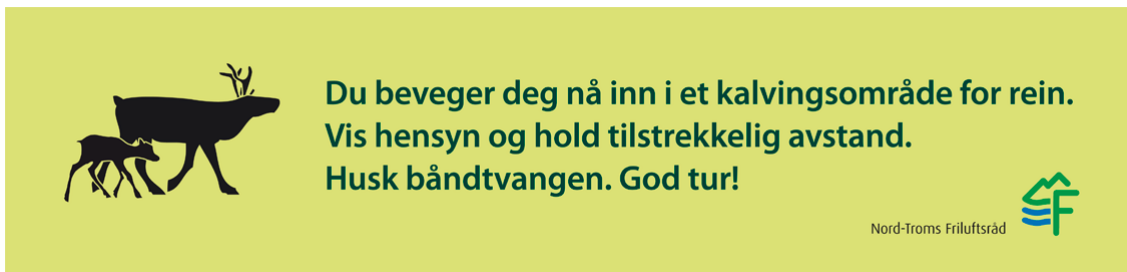 Du beveger deg nå inn i et kalvingsområde for rein.
Vis hensyn og hold tilstrekkelig avstand.
Husk båndtvangen. God tur!
Nord-Troms Friluftsråd